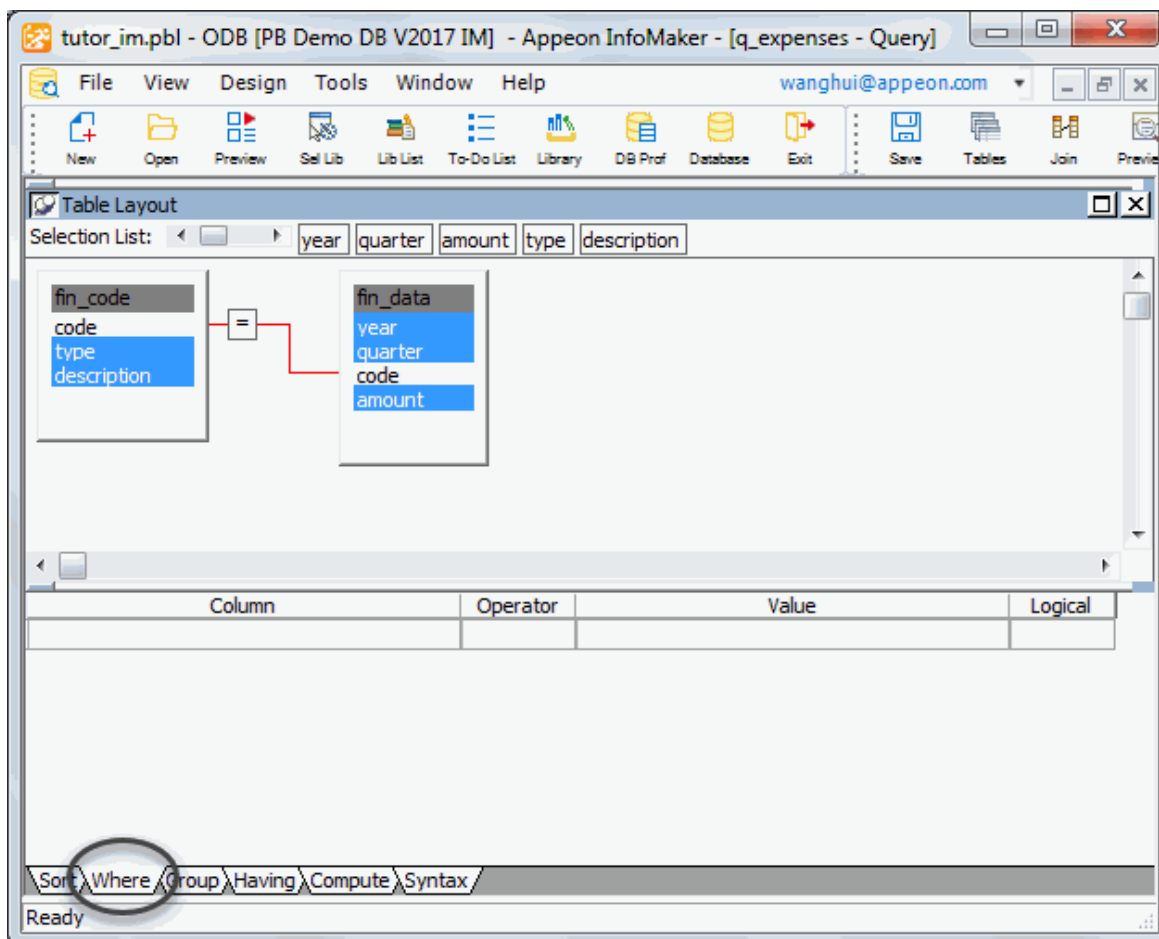 tutor_im.pbl - ODB [PB Demo DB V2017 IM] - Appeon InfoMaker - [q_expenses - Query]
File View Design Tools Window Help wanghui@appeon.com
New Open Preview Sel Lib Lib List To-Do List Library DB Prof Database Exit Save Tables Join Previe
Table Layout
Selection List: year quarter amount type description
fin_code
code
type
description
=
fin_data
year
quarter
code
amount
Column Operator Value Logical
Sort Where Group Having Compute Syntax
Ready